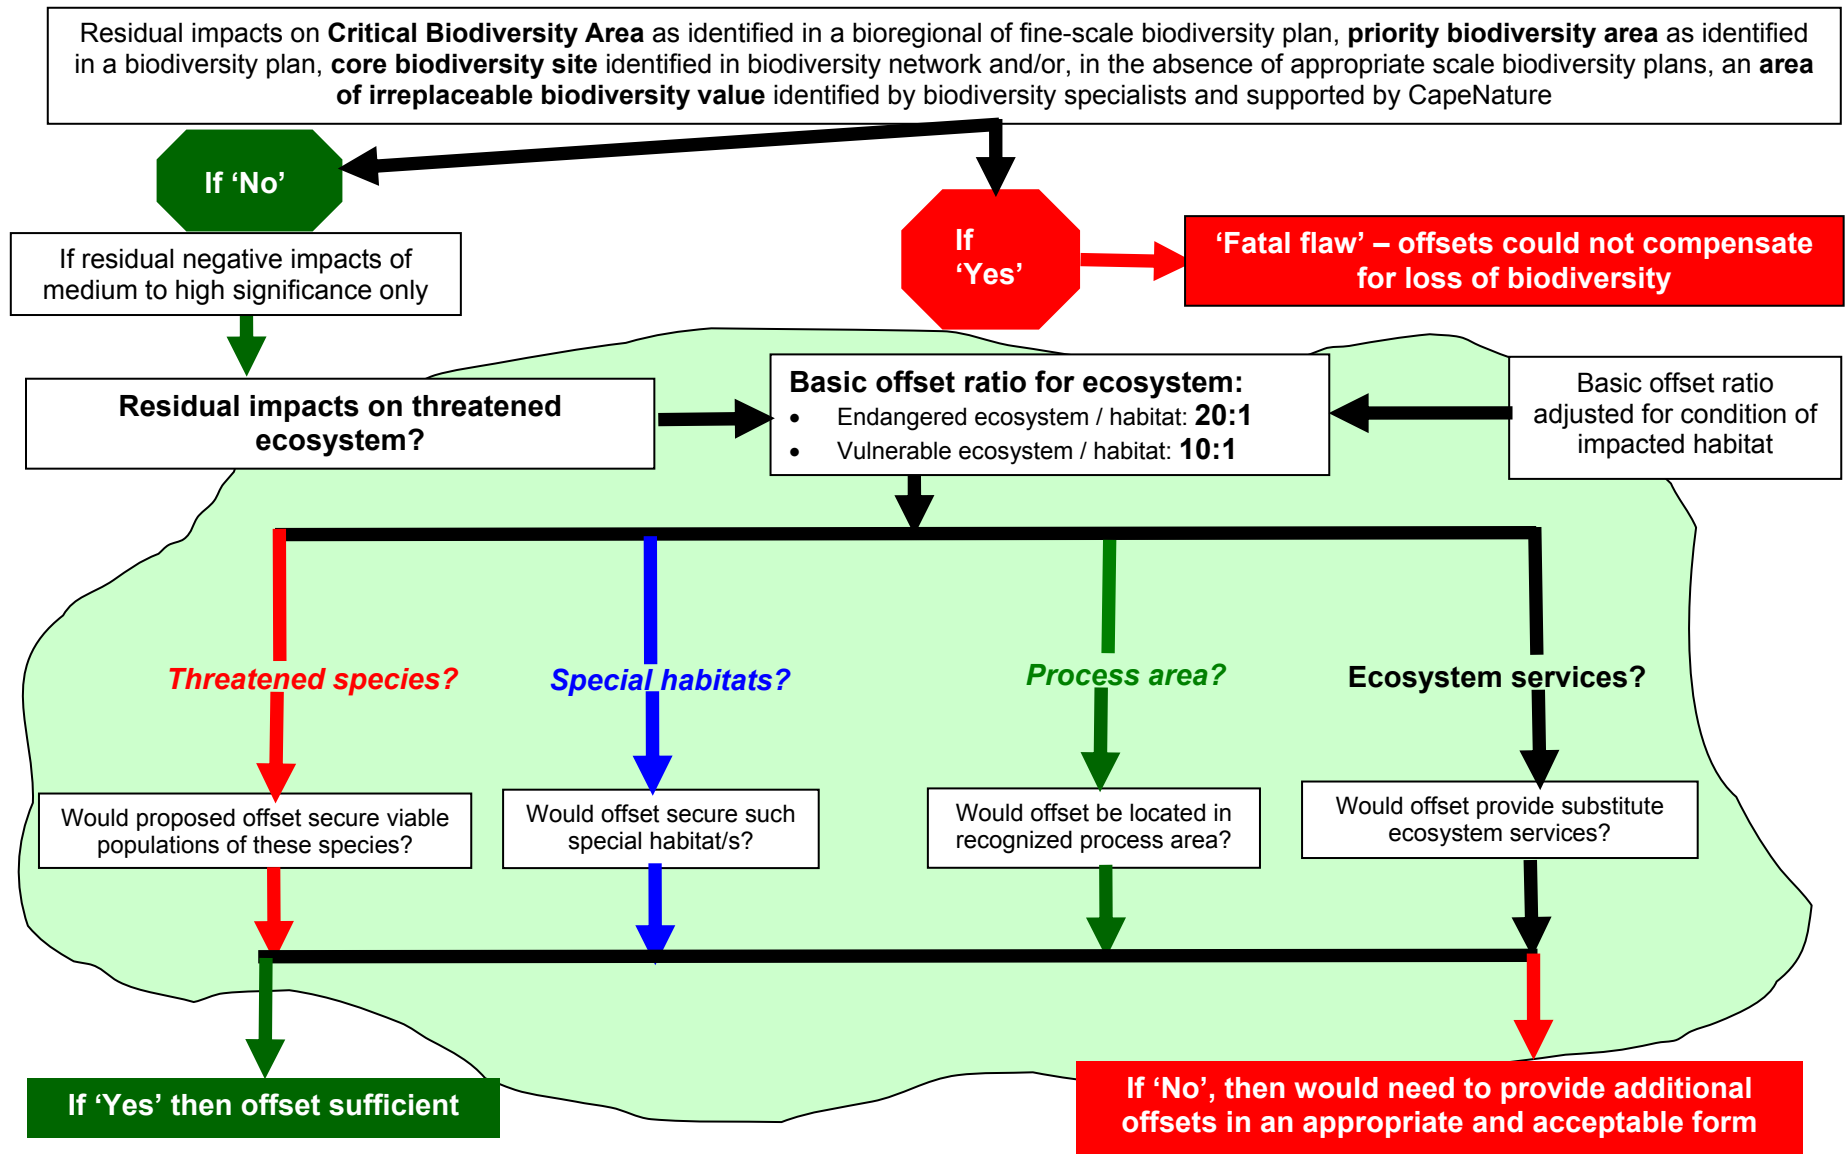 Residual impacts on Critical Biodiversity Area as identified in a bioregional of fine-scale biodiversity plan, priority biodiversity area as identified
in a biodiversity plan, core biodiversity site identified in biodiversity network and/or, in the absence of appropriate scale biodiversity plans, an area
of irreplaceable biodiversity value identified by biodiversity specialists and supported by CapeNature
If ‘No’
If
‘Yes’
‘Fatal flaw’ – offsets could not compensate
for loss of biodiversity
If residual negative impacts of
medium to high significance only
Residual impacts on threatened
ecosystem?
Basic offset ratio for ecosystem:
• Endangered ecosystem / habitat: 20:1
• Vulnerable ecosystem / habitat: 10:1
Basic offset ratio
adjusted for condition of
impacted habitat
Threatened species?
Special habitats?
Process area?
Ecosystem services?
Would proposed offset secure viable
populations of these species?
Would offset secure such
special habitat/s?
Would offset be located in
recognized process area?
Would offset provide substitute
ecosystem services?
If ‘Yes’ then offset sufficient
If ‘No’, then would need to provide additional
offsets in an appropriate and acceptable form